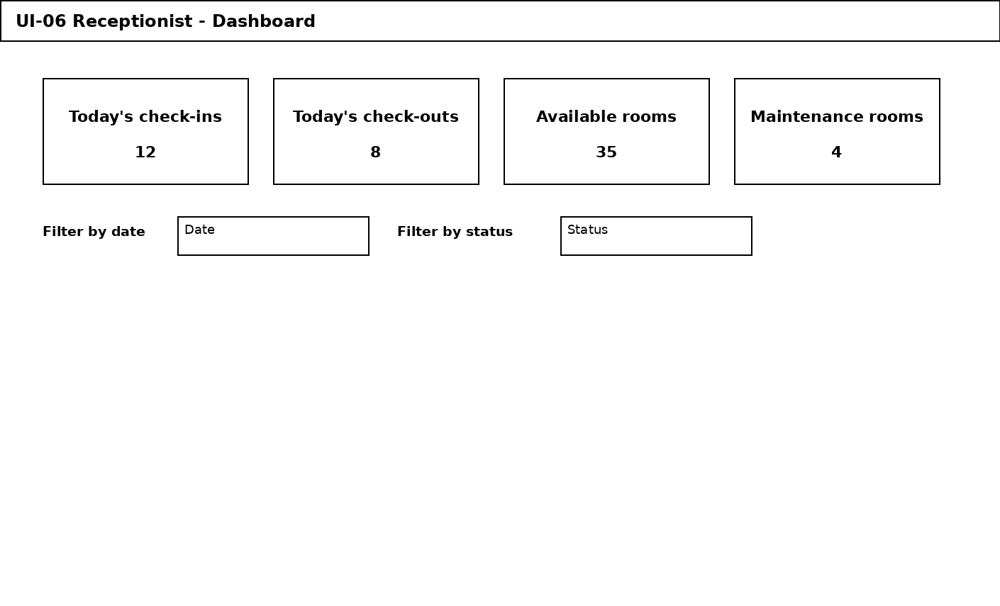 UI-06 Receptionist - Dashboard
Today's check-ins
12
Today's check-outs
8
Available rooms
35
Maintenance rooms
4
Filter by date
Date
Filter by status
Status